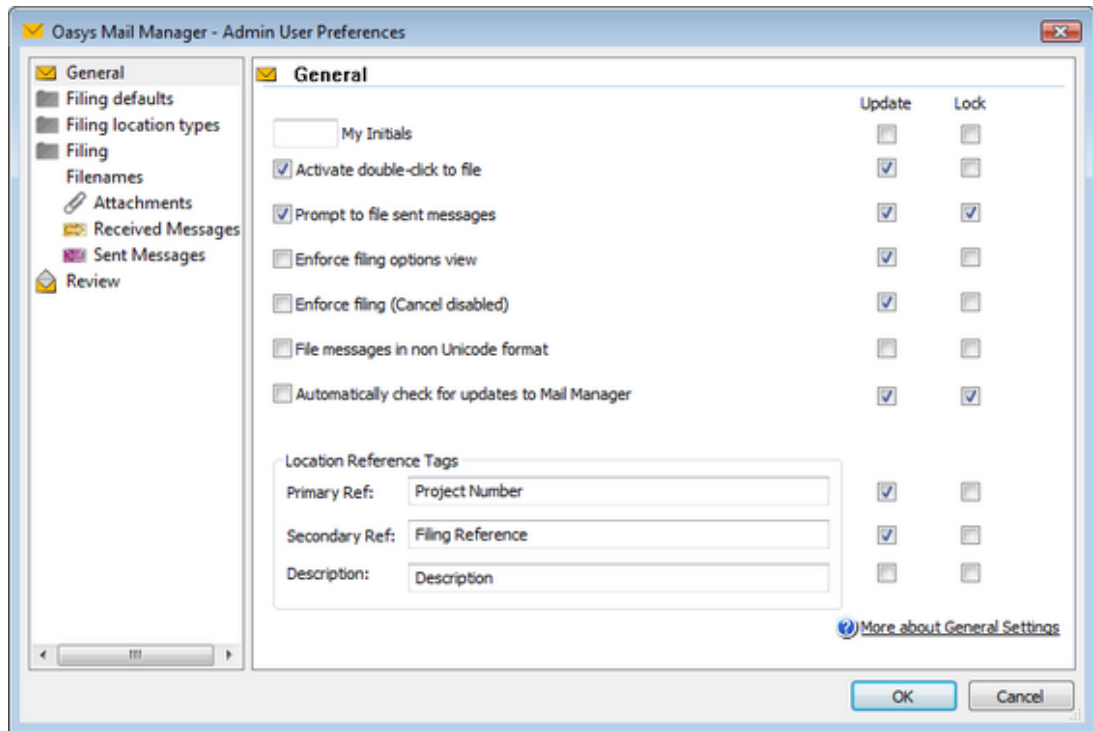 Oasys Mail Manager - Admin User Preferences
General
Filing defaults
Filing location types
Filing
Filenames
Attachments
Received Messages
Sent Messages
Review
General
Update Lock
My Initials
Activate double-click to file
Prompt to file sent messages
Enforce filing options view
Enforce filing (Cancel disabled)
File messages in non Unicode format
Automatically check for updates to Mail Manager
Location Reference Tags
Primary Ref: Project Number
Secondary Ref: Filing Reference
Description: Description
More about General Settings
OK Cancel